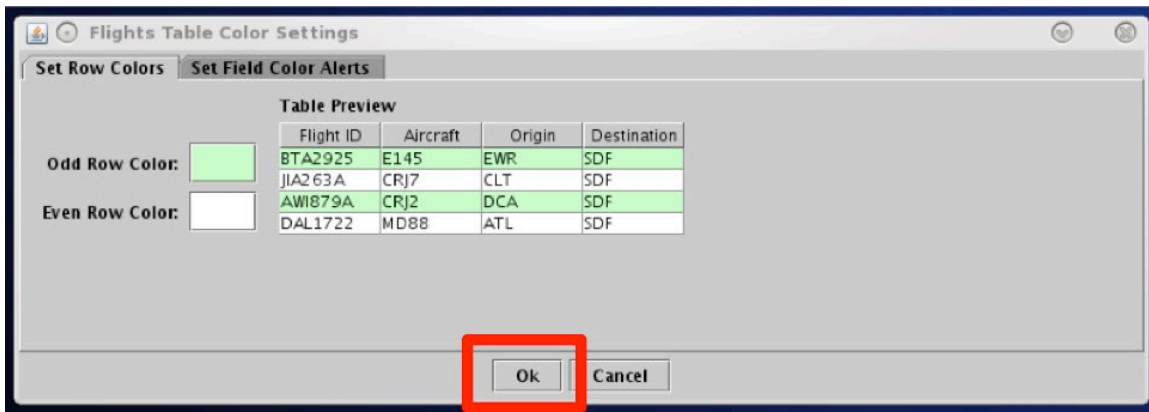 Flights Table Color Settings
Set Row Colors Set Field Color Alerts
Table Preview
Flight ID Aircraft Origin Destination
Odd Row Color:
BTA2925 E145 EWR SDF
JIA263A CRJ7 CLT SDF
Even Row Color:
AWI879A CRJ2 DCA SDF
DAL1722 MD88 ATL SDF
Ok Cancel